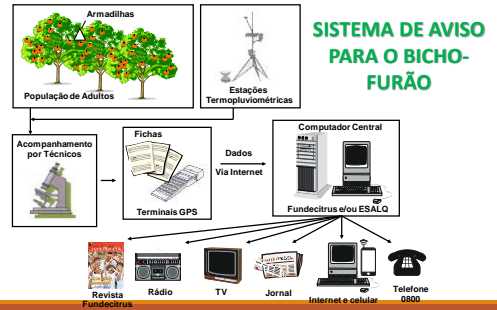 SISTEMA DE AVISO
PARA O BICHO-
FURÃO
Armadilhas
População de Adultos
Estações
Termopluviométricas
Acompanhamento
por Técnicos
Fichas
Terminais GPS
Dados
Via Internet
Computador Central
Fundecitrus e/ou ESALQ
Revista
Fundecitrus
Rádio
TV
Jornal
Internet e celular
Telefone
0800